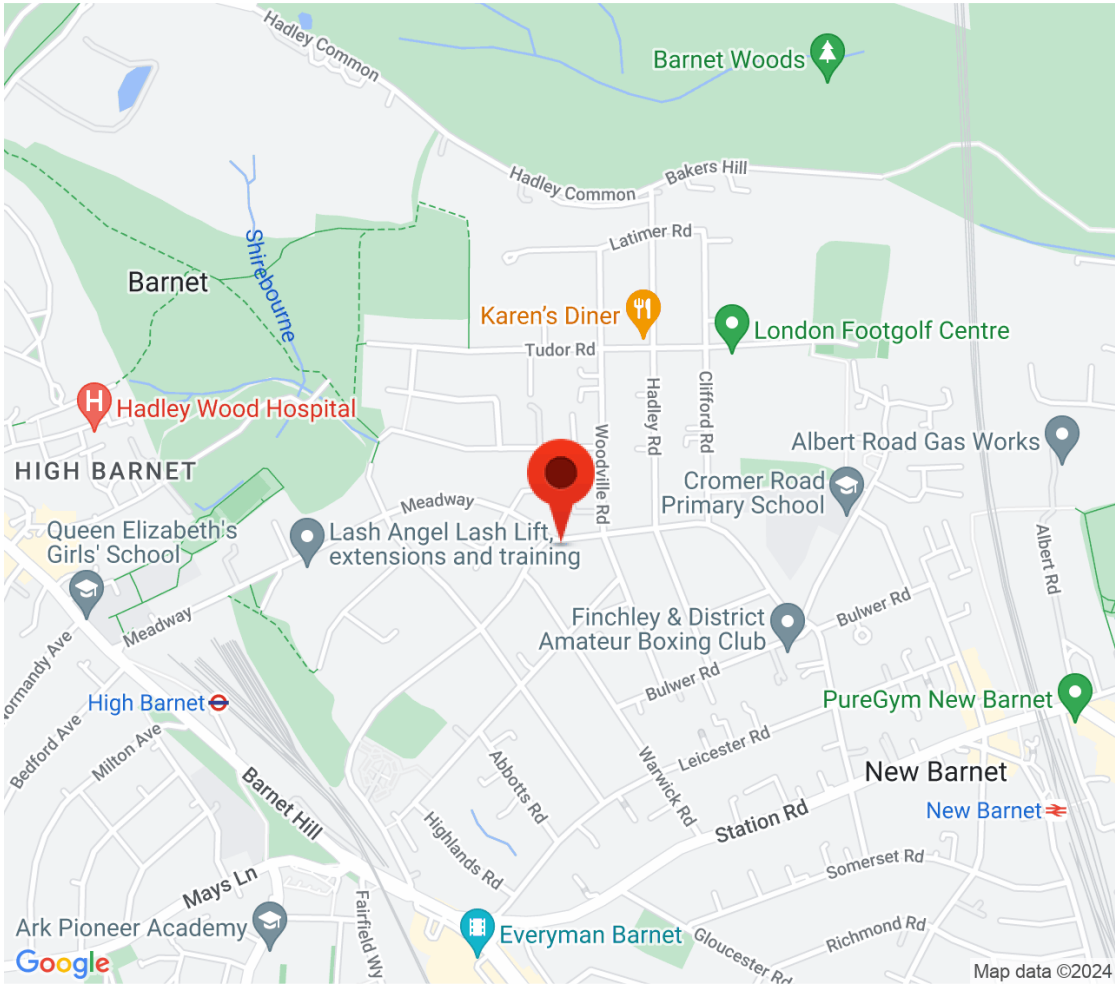 Hadley Common
Barnet Woods
Hadley Common
Bakers Hill
Latimer Rd
Shirebourne
Barnet
Karen's Diner
London Footgolf Centre
Tudor Rd
Clifford Rd
Hadley Rd
Woodville Rd
Hadley Wood Hospital
HIGH BARNET
Albert Road Gas Works
Cromer Road
Primary School
Meadway
Queen Elizabeth's
Girls' School
Lash Angel Lash Lift,
extensions and training
Albert Rd
Finchley & District
Amateur Boxing Club
Bulwer Rd
Meadway
Normandy Ave
High Barnet
Bulwer Rd
PureGym New Barnet
Bedford Ave
Milton Ave
Leicester Rd
Abbotts Rd
Warwick Rd
New Barnet
Barnet Hill
Station Rd
New Barnet
Highlands Rd
Somerset Rd
Mays Ln
Fairfield Wy
Ark Pioneer Academy
Everyman Barnet
Gloucester Rd
Richmond Rd
Google
Map data ©2024